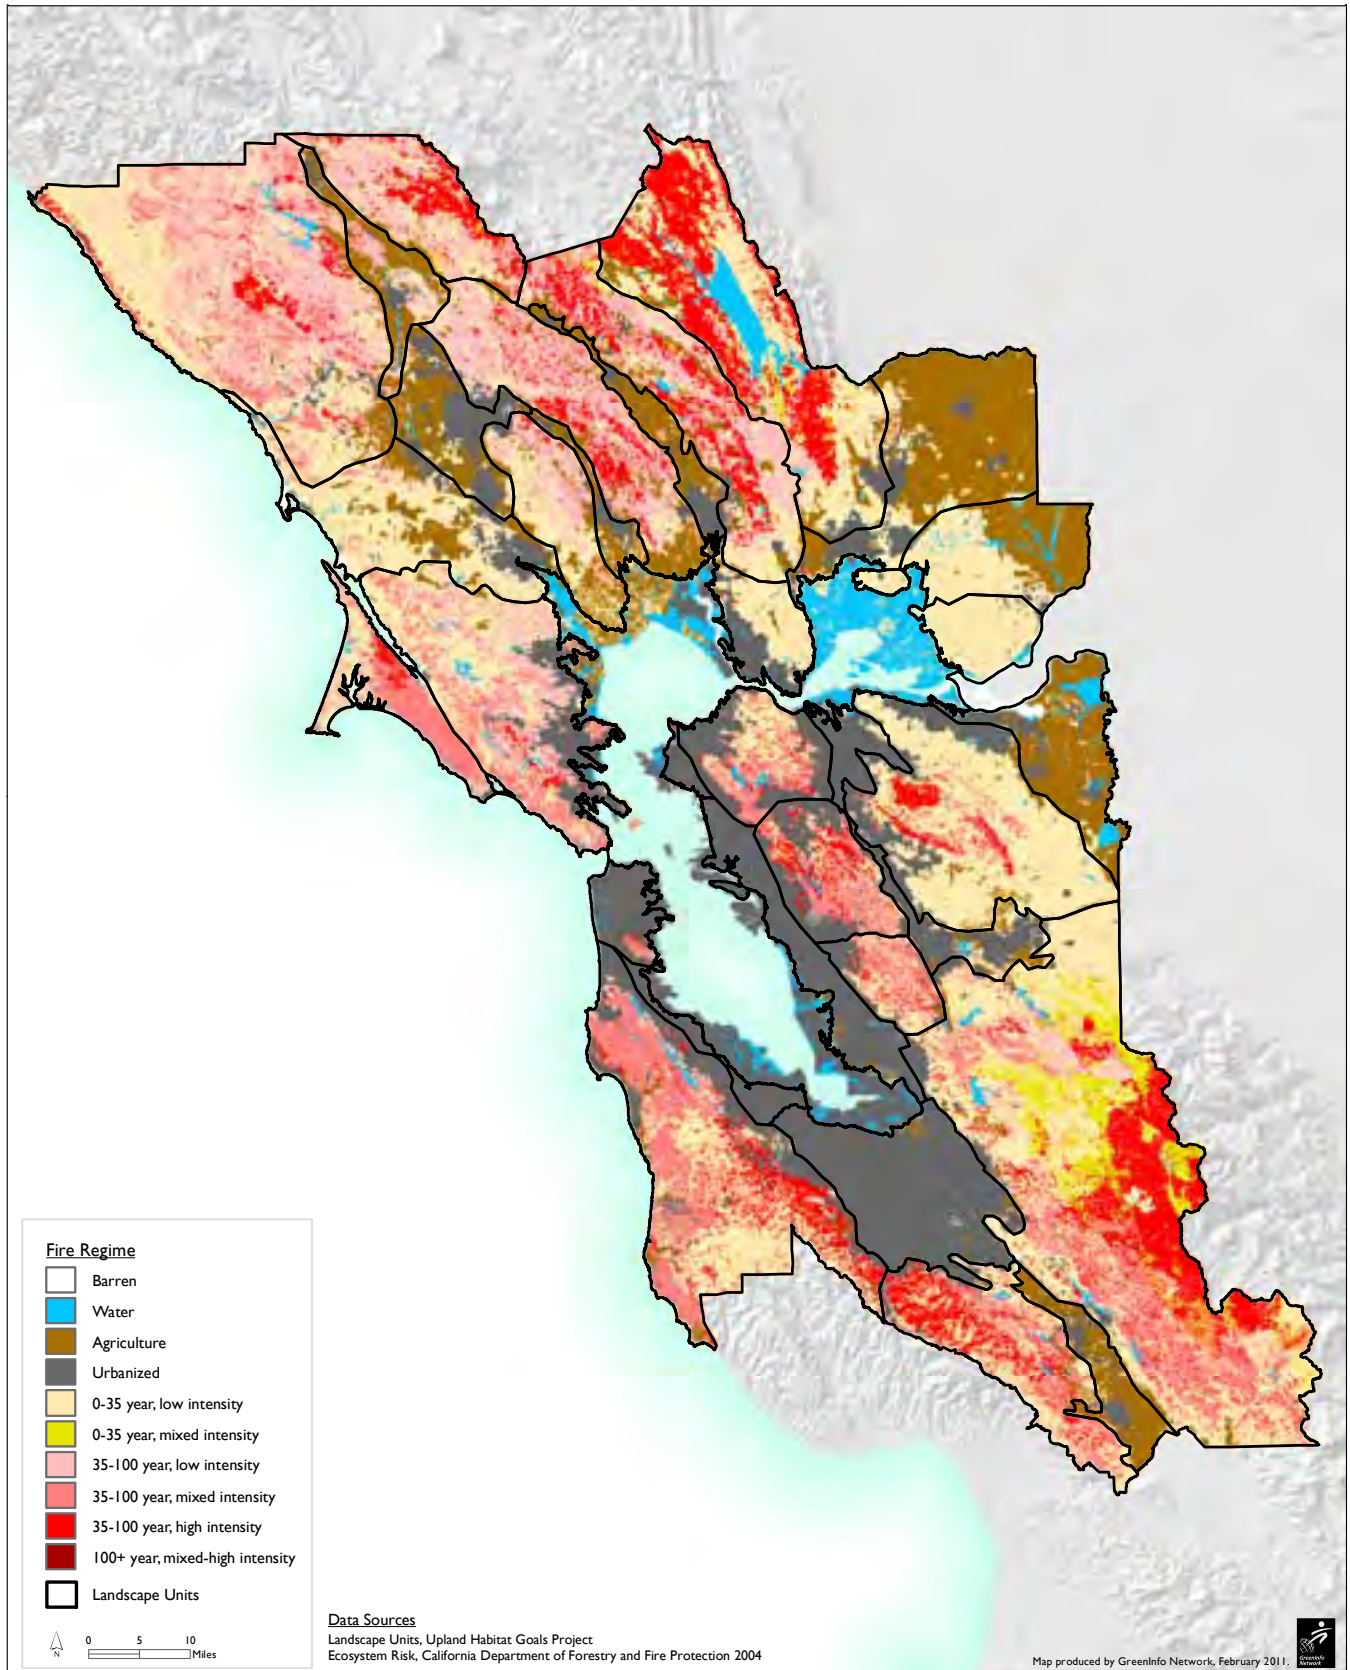 Fire Regime
Barren
Water
Agriculture
Urbanized
0-35 year, low intensity
0-35 year, mixed intensity
35-100 year, low intensity
35-100 year, mixed intensity
35-100 year, high intensity
100+ year, mixed-high intensity
Landscape Units
N
0 5 10
Miles
Data Sources
Landscape Units, Upland Habitat Goals Project
Ecosystem Risk, California Department of Forestry and Fire Protection 2004
Map produced by GreenInfo Network, February 2011.
GreenInfo
Network